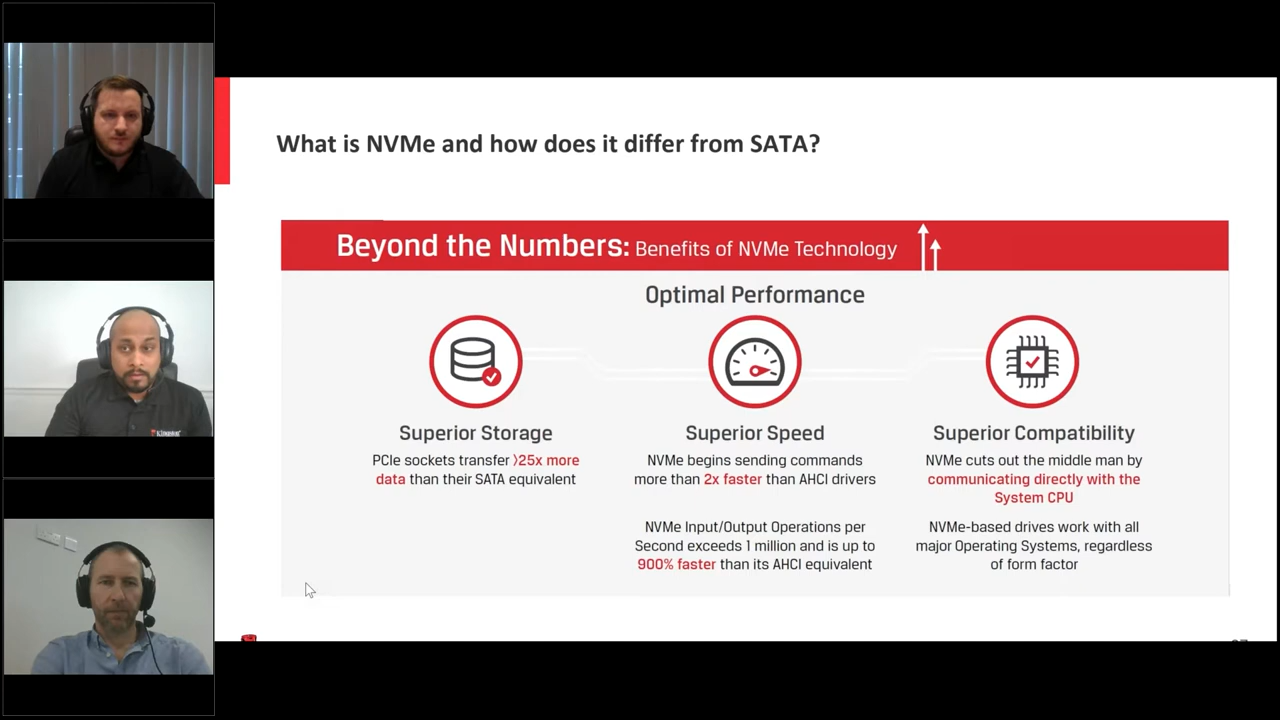 What is NVMe and how does it differ from SATA?
Beyond the Numbers: Benefits of NVMe Technology
Optimal Performance
Superior Storage
PCIe sockets transfer >25x more
data than their SATA equivalent
Superior Speed
NVMe begins sending commands
more than 2x faster than AHCI drivers
NVMe Input/Output Operations per
Second exceeds 1 million and is up to
900% faster than its AHCI equivalent
Superior Compatibility
NVMe cuts out the middle man by
communicating directly with the
System CPU
NVMe-based drives work with all
major Operating Systems, regardless
of form factor